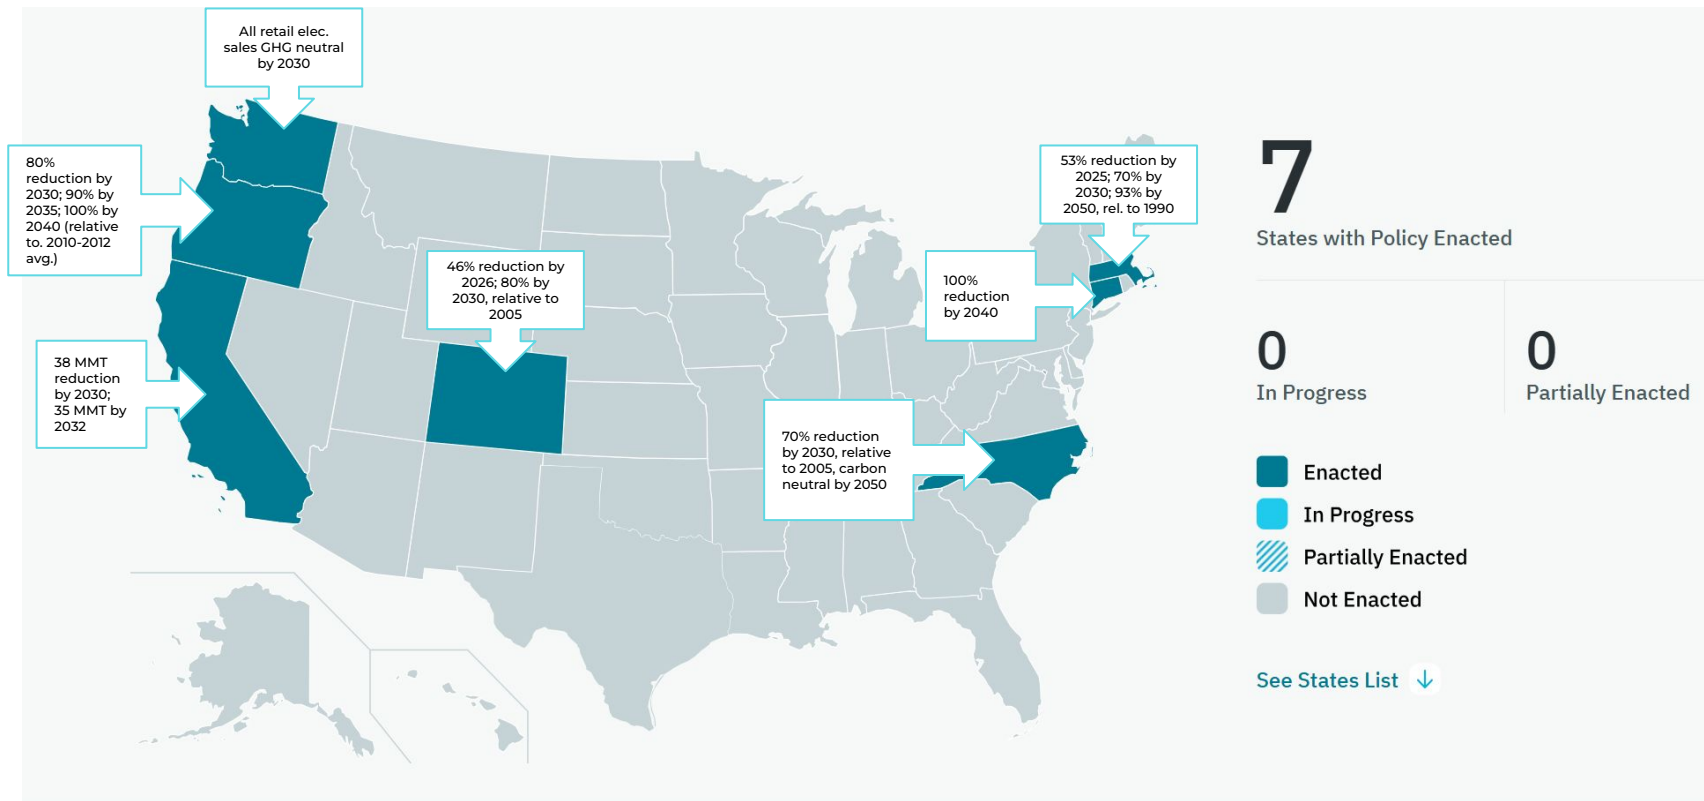 All retail elec.
sales GHG neutral
by 2030
80%
reduction by
2030; 90% by
2035; 100% by
2040 (relative
to. 2010-2012
avg.)
38 MMT
reduction
by 2030;
35 MMT by
2032
46% reduction by
2026; 80% by
2030, relative to
2005
70% reduction
by 2030, relative
to 2005, carbon
neutral by 2050
100%
reduction
by 2040
53% reduction by
2025; 70% by
2030; 93% by
2050, rel. to 1990
7
States with Policy Enacted
0
In Progress
0
Partially Enacted
Enacted
In Progress
Partially Enacted
Not Enacted
See States List